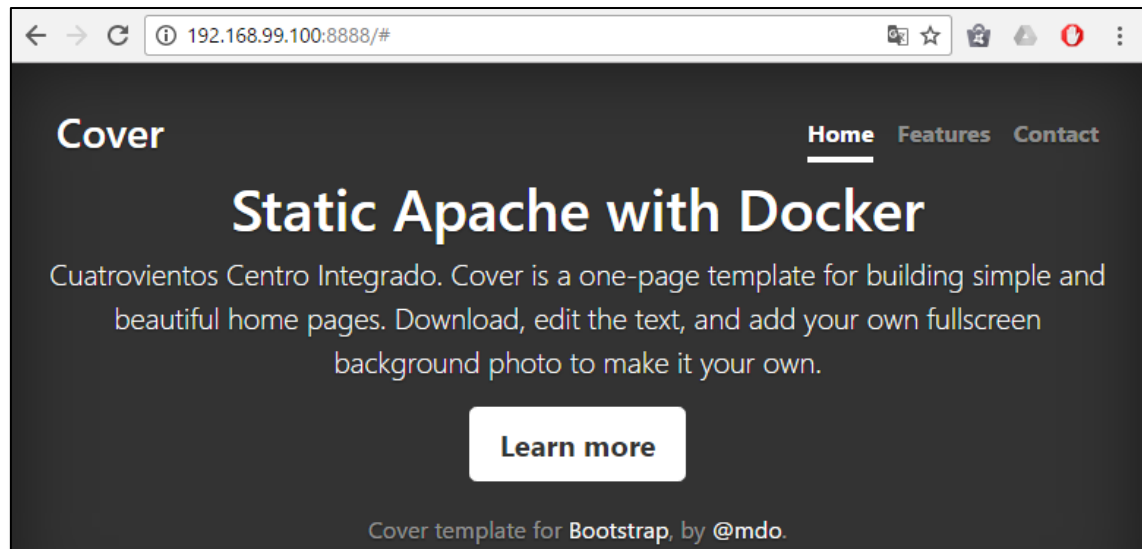 192.168.99.100:8888/#
Cover
Home Features Contact
Static Apache with Docker
Cuatrovientos Centro Integrado. Cover is a one-page template for building simple and
beautiful home pages. Download, edit the text, and add your own fullscreen
background photo to make it your own.
Learn more
Cover template for Bootstrap, by @mdo.